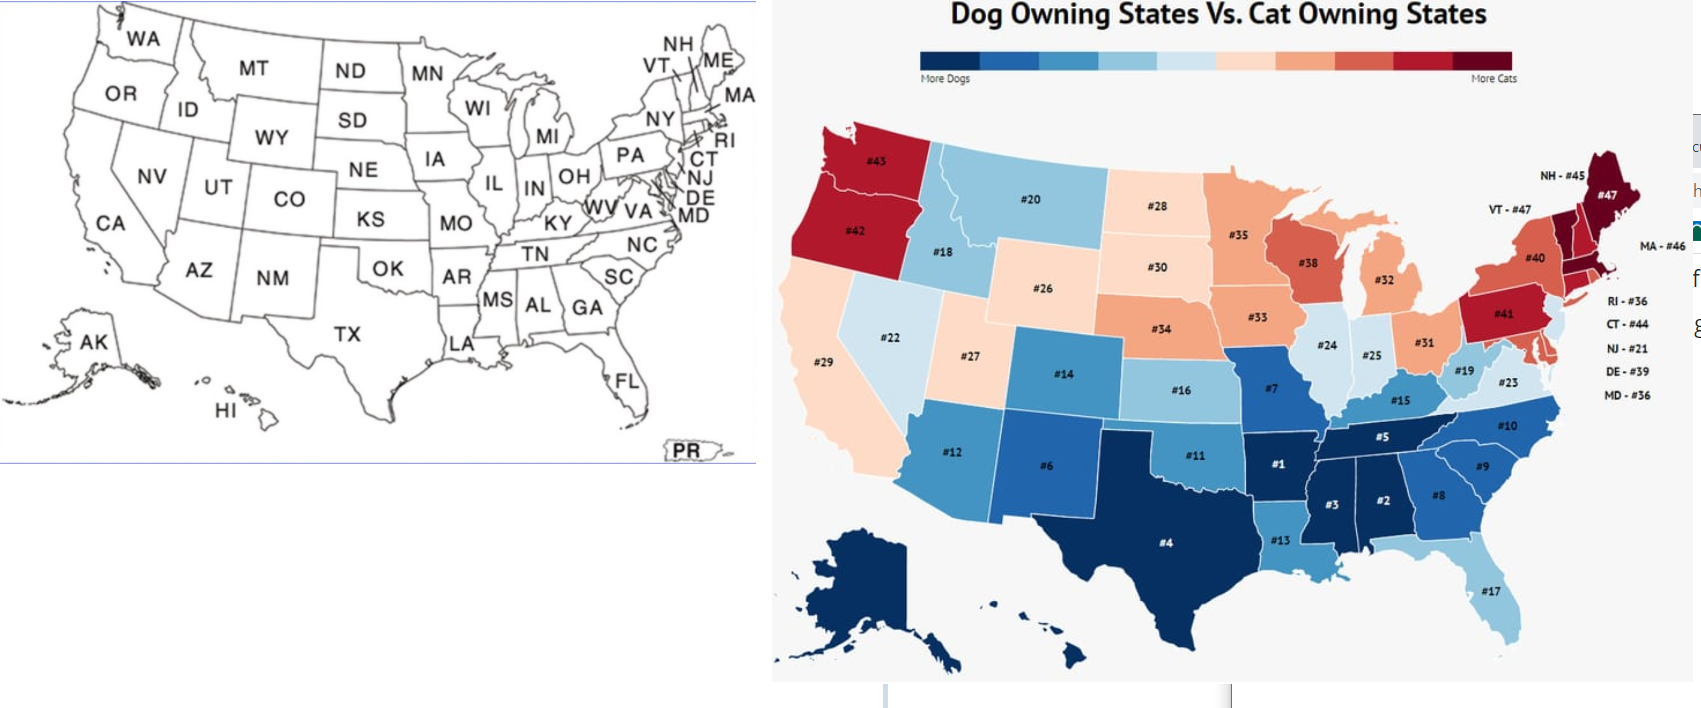 WA
MT
ND
MN
OR
ID
WY
SD
WI
MI
NH
VT
ME
MA
NY
RI
CT
NJ
DE
MD
PA
NV
UT
CO
NE
IA
IL
IN
OH
WV
VA
KY
KS
MO
CA
AZ
NM
OK
AR
TN
NC
SC
MS
AL
GA
TX
LA
FL
AK
HI
PR
Dog Owning States Vs. Cat Owning States
More Dogs
More Cats
#43
#20
#28
#35
#42
#18
#26
#30
#38
#32
#40
NH - #45
#47
VT - #47
MA - #46
#29
#22
#27
#34
#33
#24
#25
#31
#41
RI - #36
CT - #44
NJ - #21
DE - #39
MD - #36
#14
#16
#7
#15
#19
#23
#12
#6
#11
#1
#5
#10
#9
#4
#13
#3
#2
#8
#17